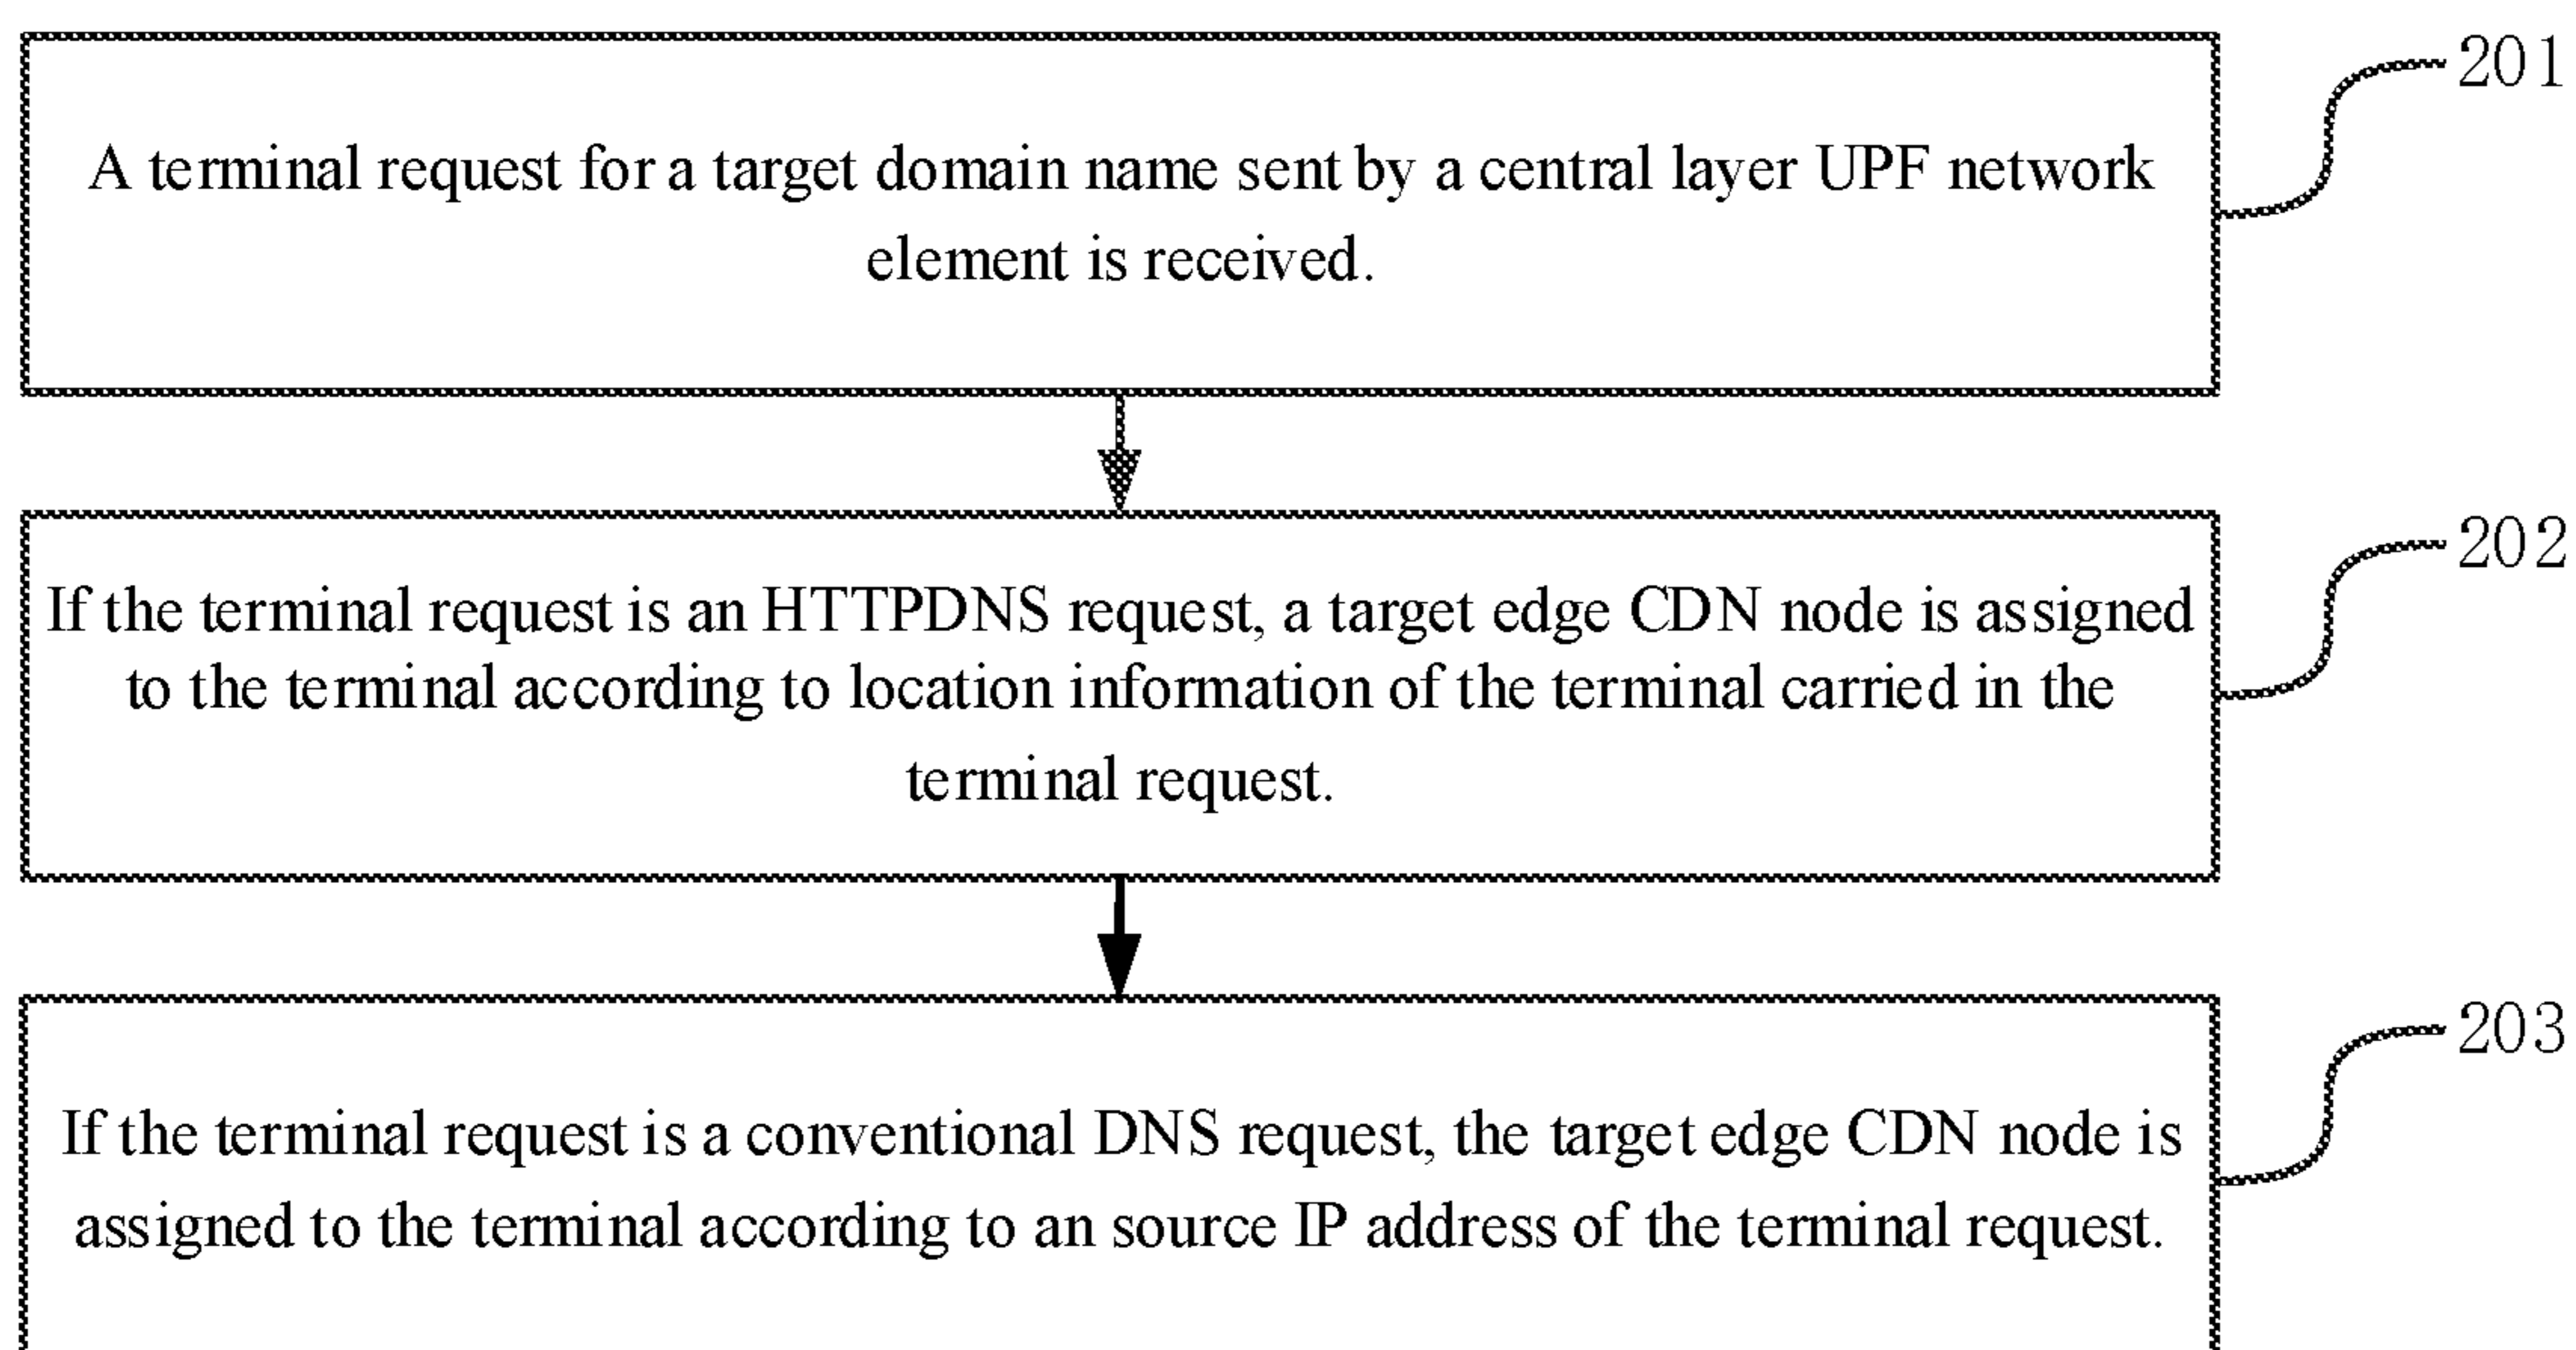 A terminal request for a target domain name sent by a central layer UPF network
element is received.
201
If the terminal request is an HTTPDNS request, a target edge CDN node is assigned
to the terminal according to location information of the terminal carried in the
terminal request.
202
If the terminal request is a conventional DNS request, the target edge CDN node is
assigned to the terminal according to an source IP address of the terminal request.
203